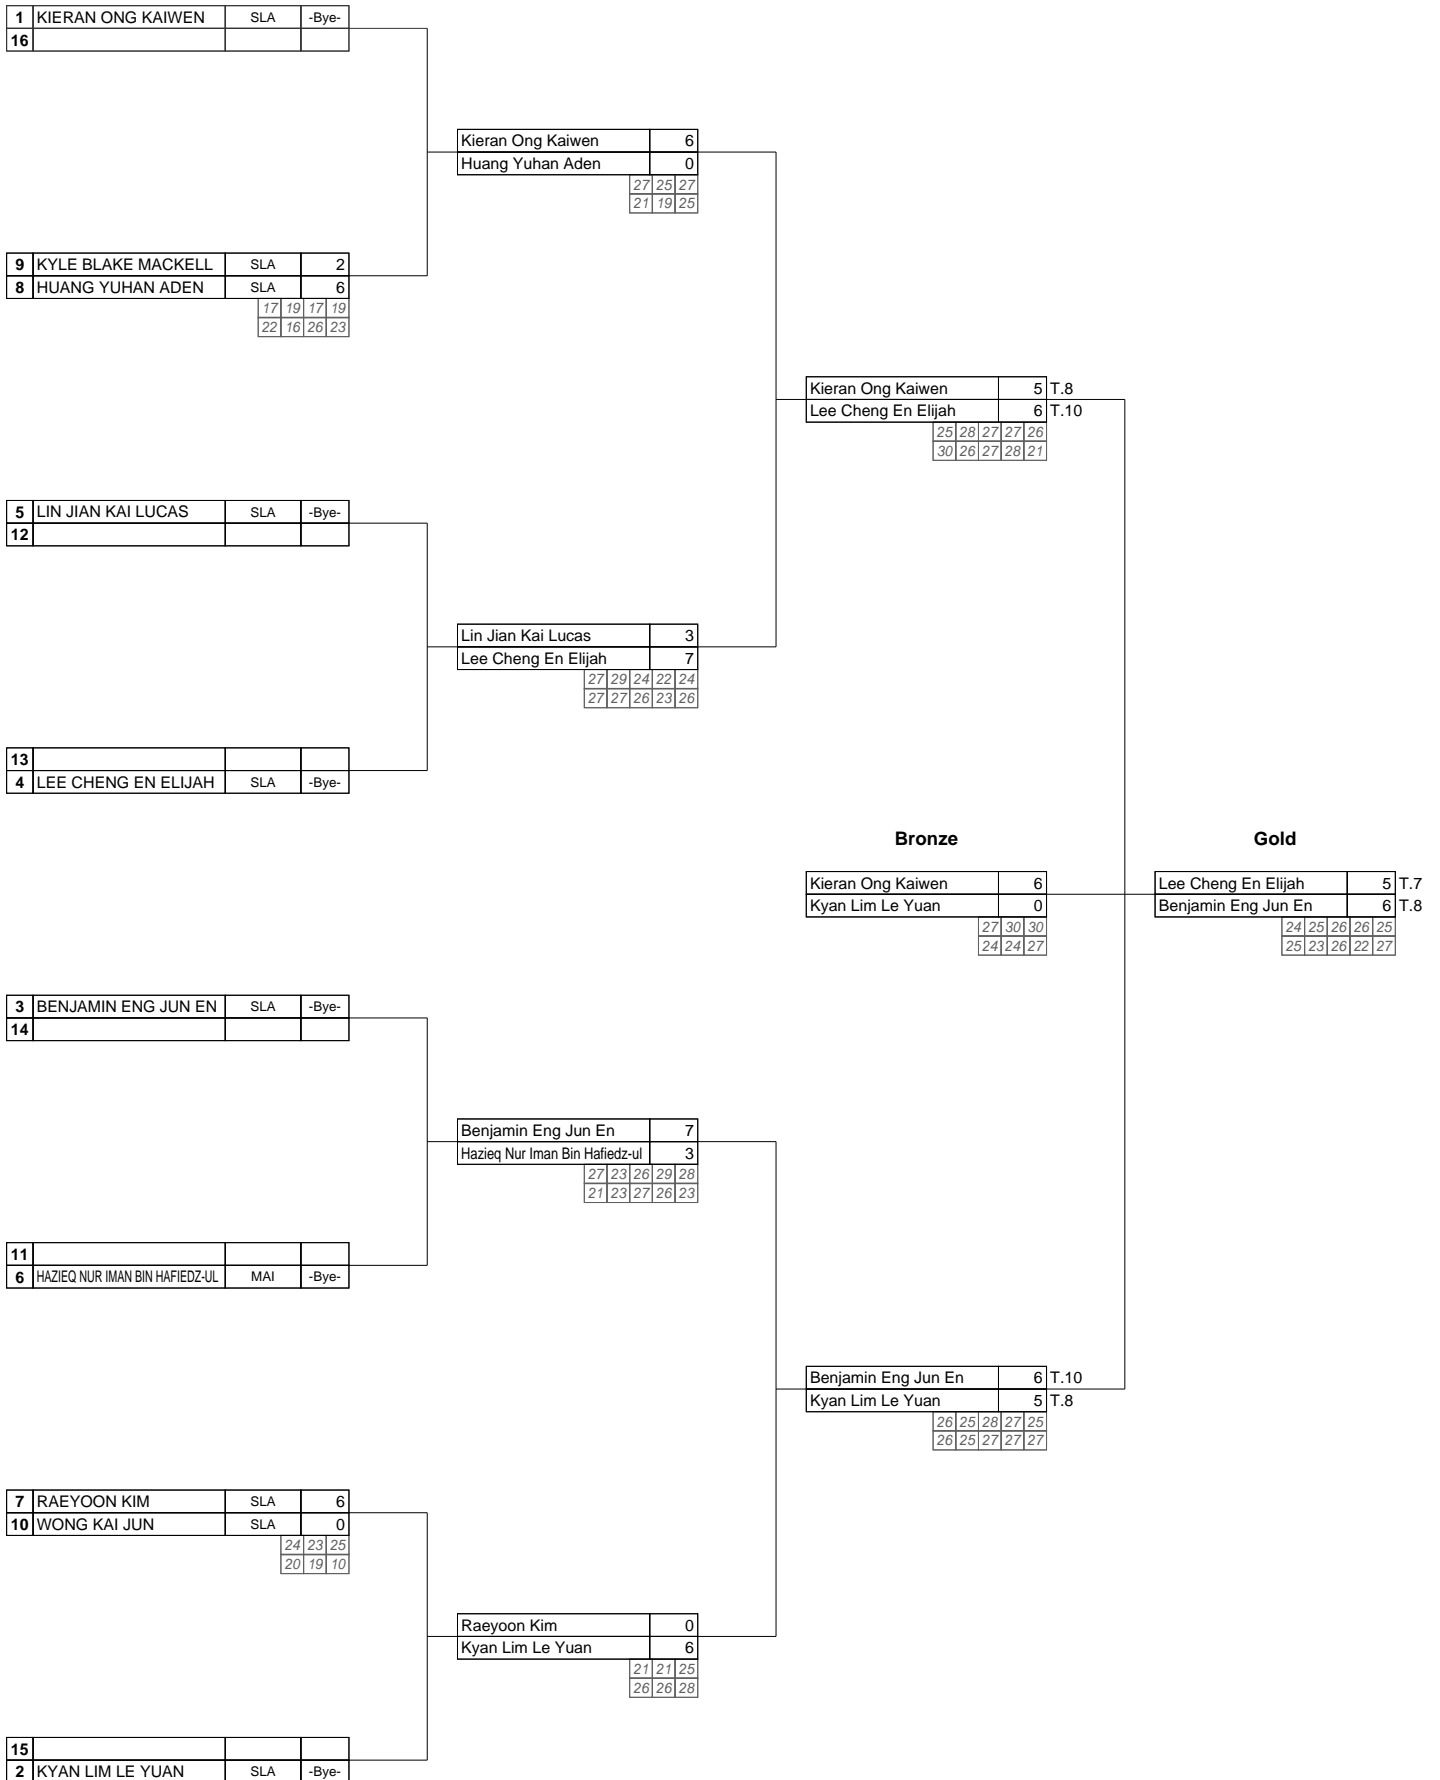 1 KIERAN ONG KAIWEN SLA -Bye-
16
Kieran Ong Kaiwen 6
Huang Yuhan Aden 0
27 25 27
21 19 25
9 KYLE BLAKE MACKELL SLA 2
8 HUANG YUHAN ADEN SLA 6
17 19 17 19
22 16 26 23
Kieran Ong Kaiwen 5 T.8
Lee Cheng En Elijah 6 T.10
25 28 27 27 26
30 26 27 28 21
5 LIN JIAN KAI LUCAS SLA -Bye-
12
Lin Jian Kai Lucas 3
Lee Cheng En Elijah 7
27 29 24 22 24
27 27 26 23 26
13
4 LEE CHENG EN ELIJAH SLA -Bye-
Bronze Gold
Kieran Ong Kaiwen 6 Lee Cheng En Elijah 5 T.7
Kyan Lim Le Yuan 0 Benjamin Eng Jun En 6 T.8
27 30 30 24 25 26 26 25
24 24 27 25 23 26 22 27
3 BENJAMIN ENG JUN EN SLA -Bye-
14
Benjamin Eng Jun En 7
Hazieq Nur Iman Bin Hafiedz-ul 3
27 23 26 29 28
21 23 27 26 23
11
6 HAZIEQ NUR IMAN BIN HAFIEDZ-UL MAI -Bye-
Benjamin Eng Jun En 6 T.10
Kyan Lim Le Yuan 5 T.8
26 25 28 27 25
26 25 27 27 27
7 RAEYOON KIM SLA 6
10 WONG KAI JUN SLA 0
24 23 25
20 19 10
Raeyoon Kim 0
Kyan Lim Le Yuan 6
21 21 25
26 26 28
15
2 KYAN LIM LE YUAN SLA -Bye-